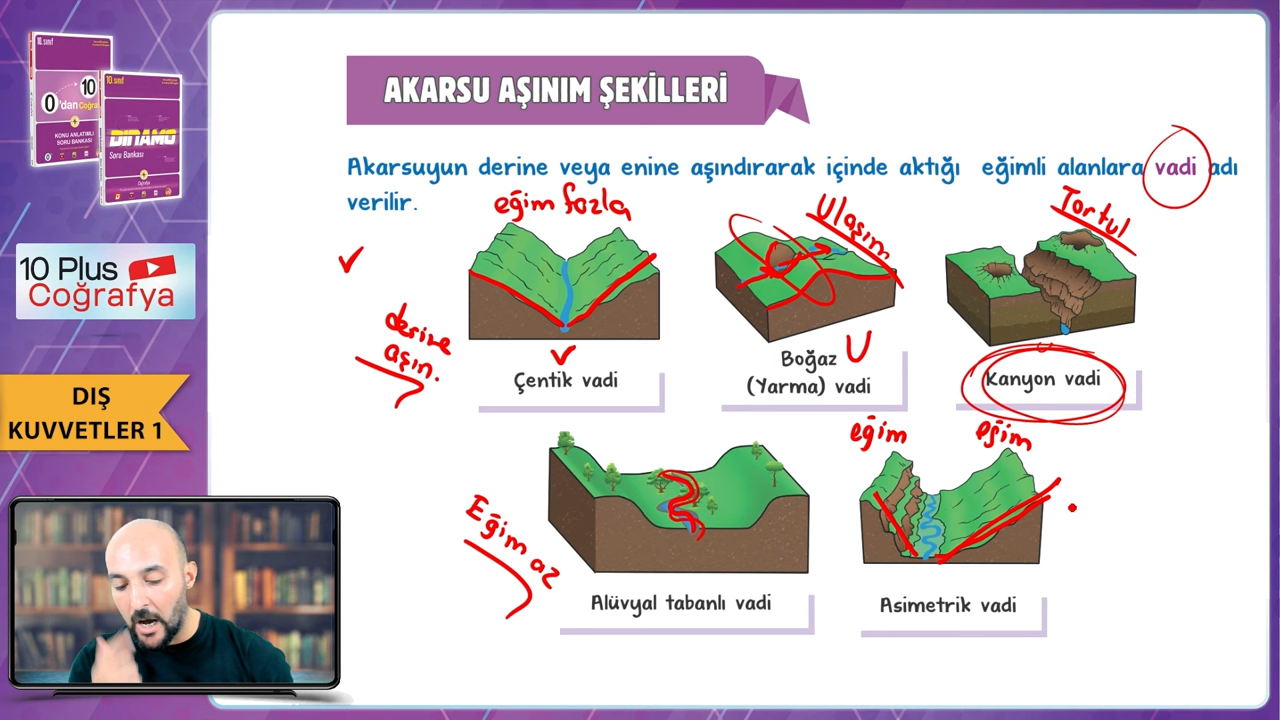 10.sınıf
10.sınıf
0'dan 10
KONU ANLATIMLI
SORU BANKASI
DINAMO
Soru Bankası
10 Plus
Coğrafya
DIŞ
KUVVETLER 1
AKARSU AŞINIM ŞEKİLLERİ
Akarsuyun derine veya enine aşındırarak içinde aktığı eğimli alanlara vadi adı
verilir.
eğim fazla
Ulaşım
Tortul
derine
aşın.
Çentik vadi
Boğaz U
(Yarma) vadi
Kanyon vadi
eğim
eğim
Eğim az
Alüvyal tabanlı vadi
Asimetrik vadi